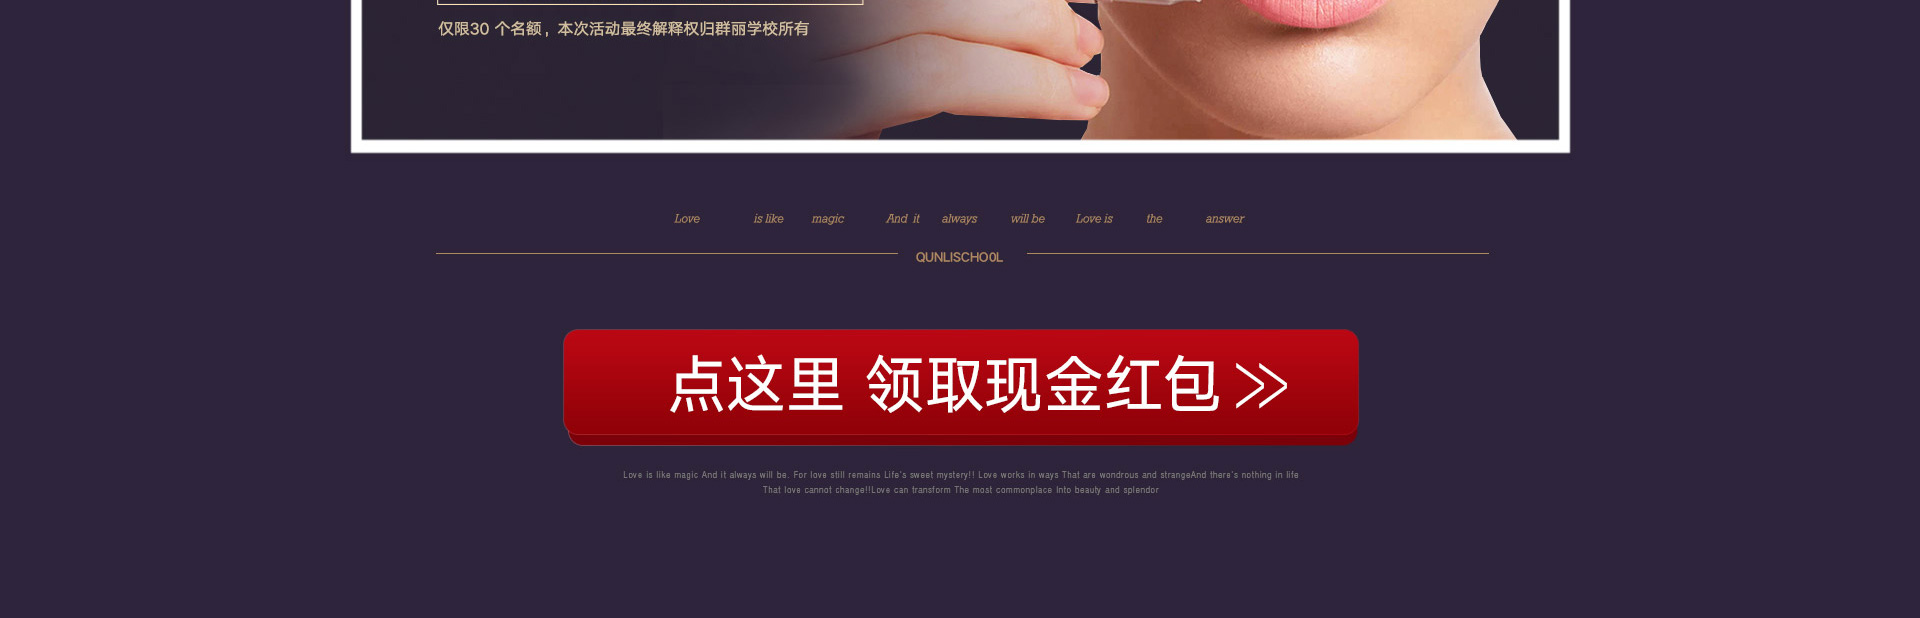 仅限30 个名额，本次活动最终解释权归群丽学校所有
Love is like magic And it always will be Love is the answer
QUNLISCHO0L
点这里 领取现金红包 >>
Love is like magic And it always will be. For love still remains Life's sweet mystery!! Love works in ways That are wondrous and strangeAnd there's nothing in life
That love cannot change!!Love can transform The most commonplace Into beauty and splendor